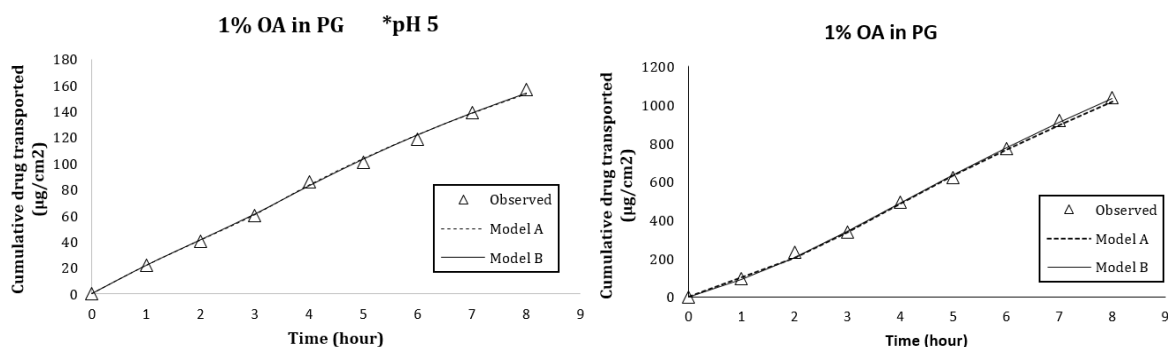 1% OA in PG *pH 5
Cumulative drug transported
(µg/cm2)
180
160
140
120
100
80
60
40
20
0
Observed
Model A
Model B
0 1 2 3 4 5 6 7 8 9
Time (hour)
1% OA in PG
Cumulative drug transported
(µg/cm2)
1200
1000
800
600
400
200
0
Observed
Model A
Model B
0 1 2 3 4 5 6 7 8 9
Time (hour)